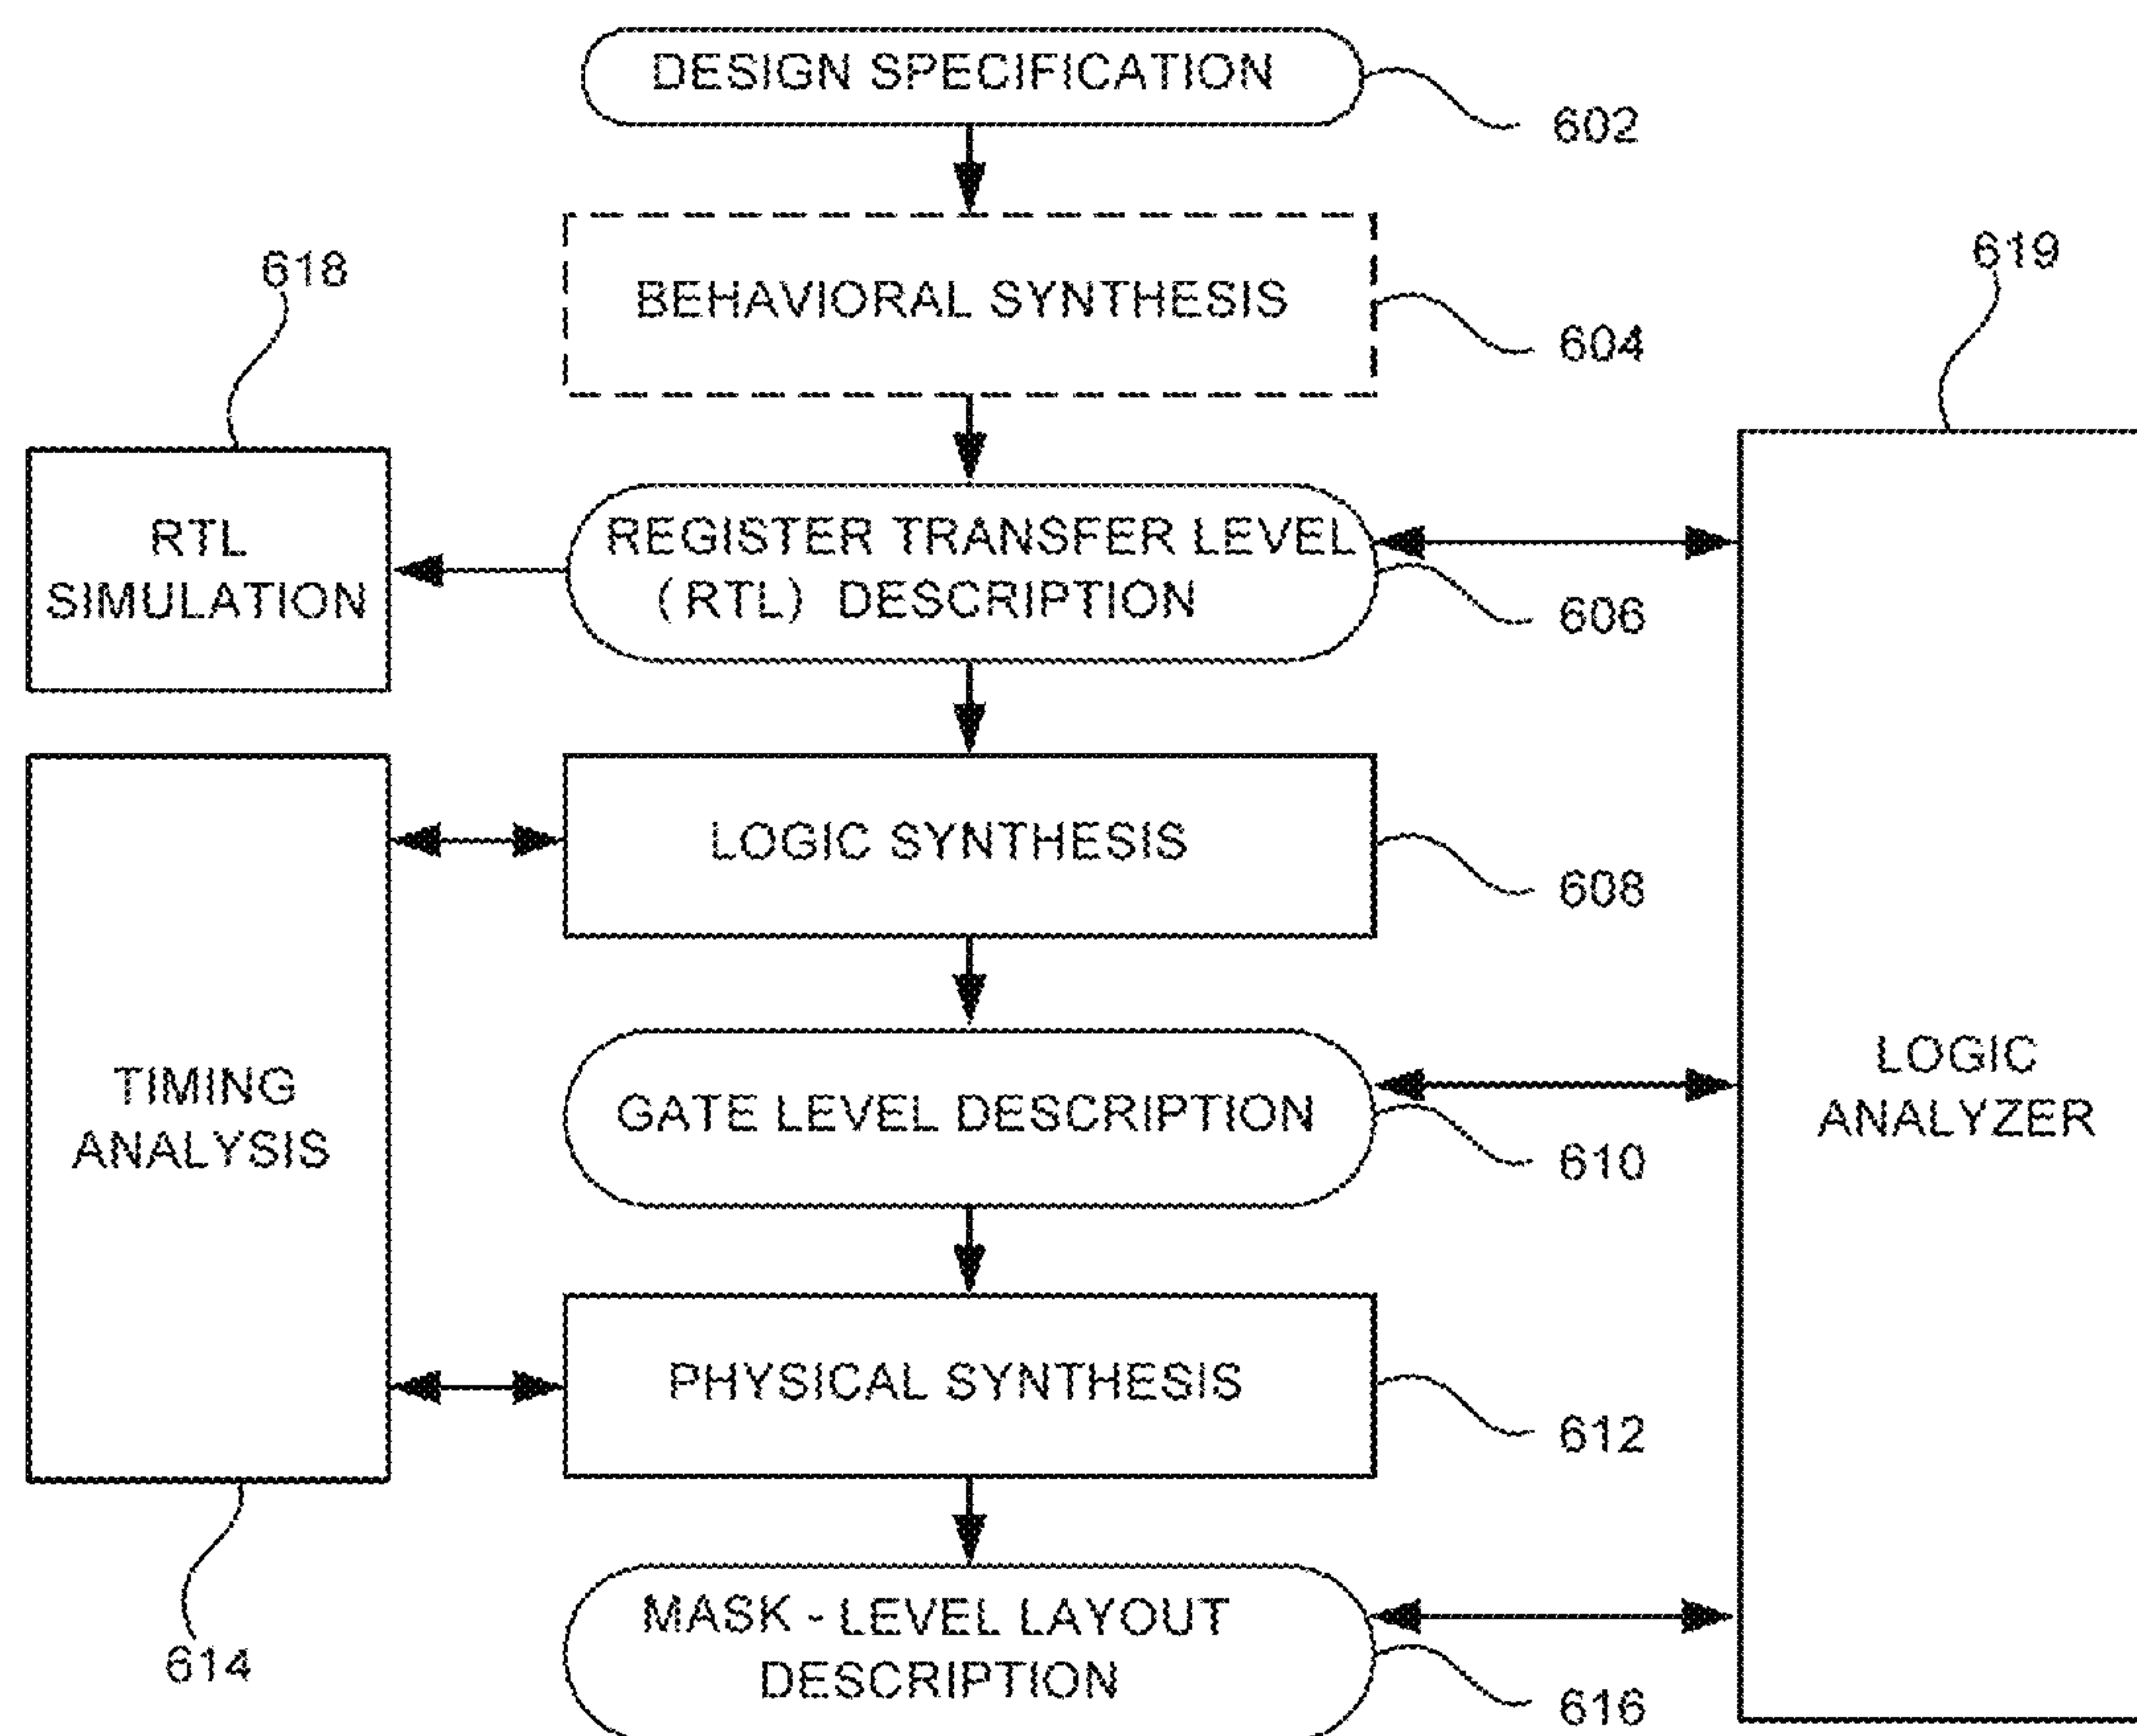 DESIGN SPECIFICATION
602
BEHAVIORAL SYNTHESIS
604
618
619
RTL
SIMULATION
REGISTER TRANSFER LEVEL
(RTL) DESCRIPTION
606
LOGIC SYNTHESIS
608
TIMING
ANALYSIS
GATE LEVEL DESCRIPTION
610
LOGIC
ANALYZER
PHYSICAL SYNTHESIS
612
614
MASK - LEVEL LAYOUT
DESCRIPTION
616